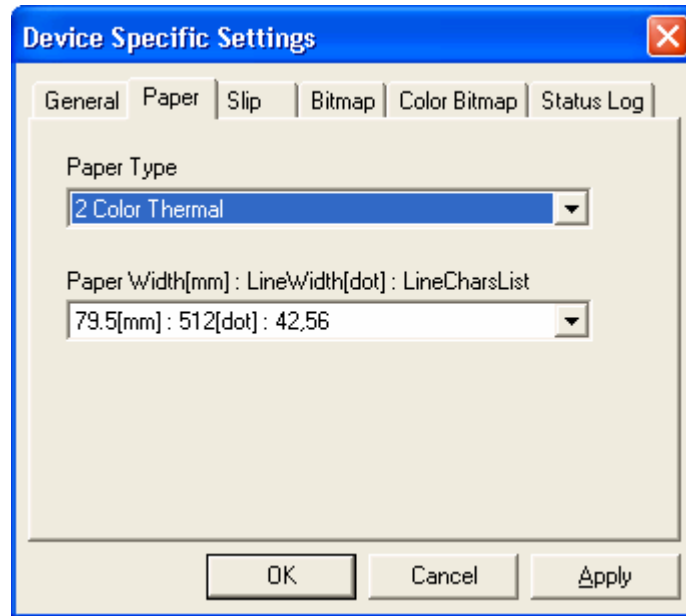 Device Specific Settings
General Paper Slip Bitmap Color Bitmap Status Log
Paper Type
2 Color Thermal
Paper Width[mm] : LineWidth[dot] : LineCharsList
79.5[mm] : 512[dot] : 42,56
OK Cancel Apply